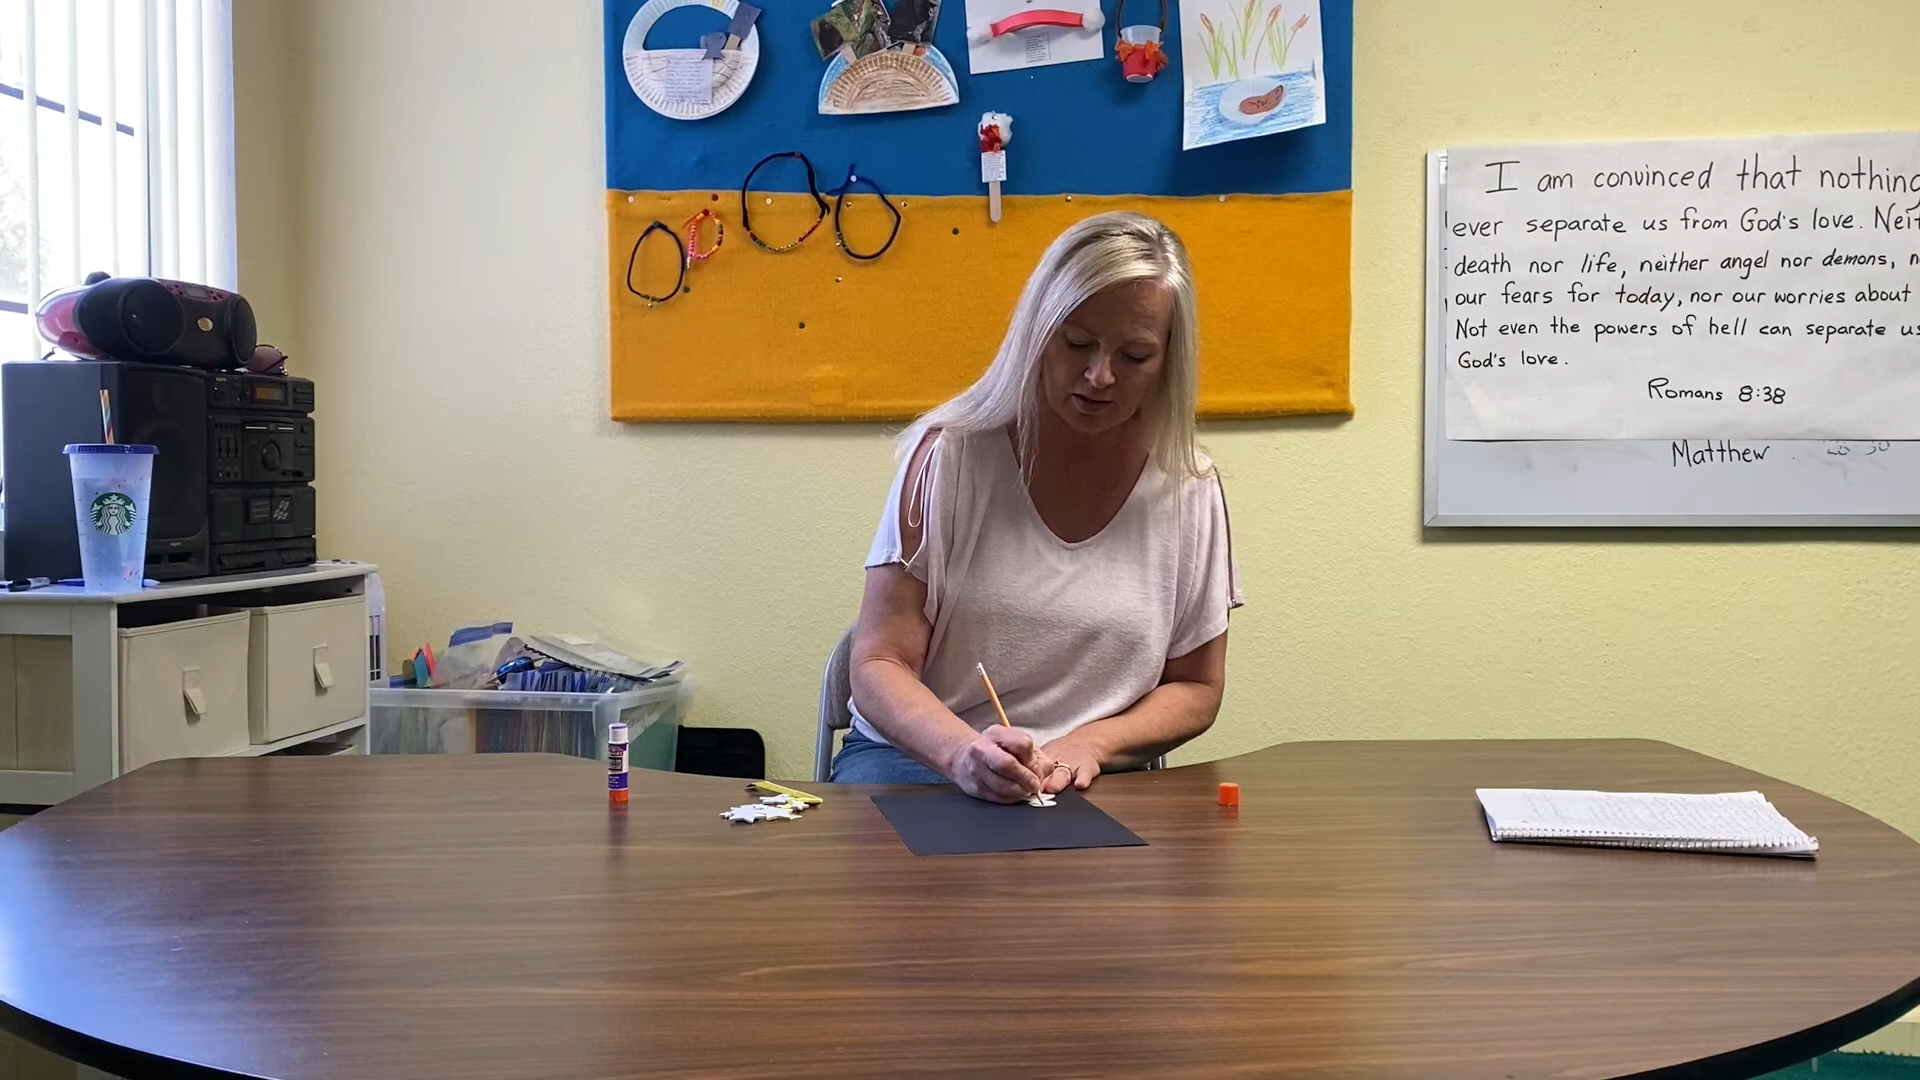 I am convinced that nothing
ever separate us from God's love. Neit
death nor life, neither angel nor demons, n
our fears for today, nor our worries about
Not even the powers of hell can separate us
God's love.
Romans 8:38
Matthew